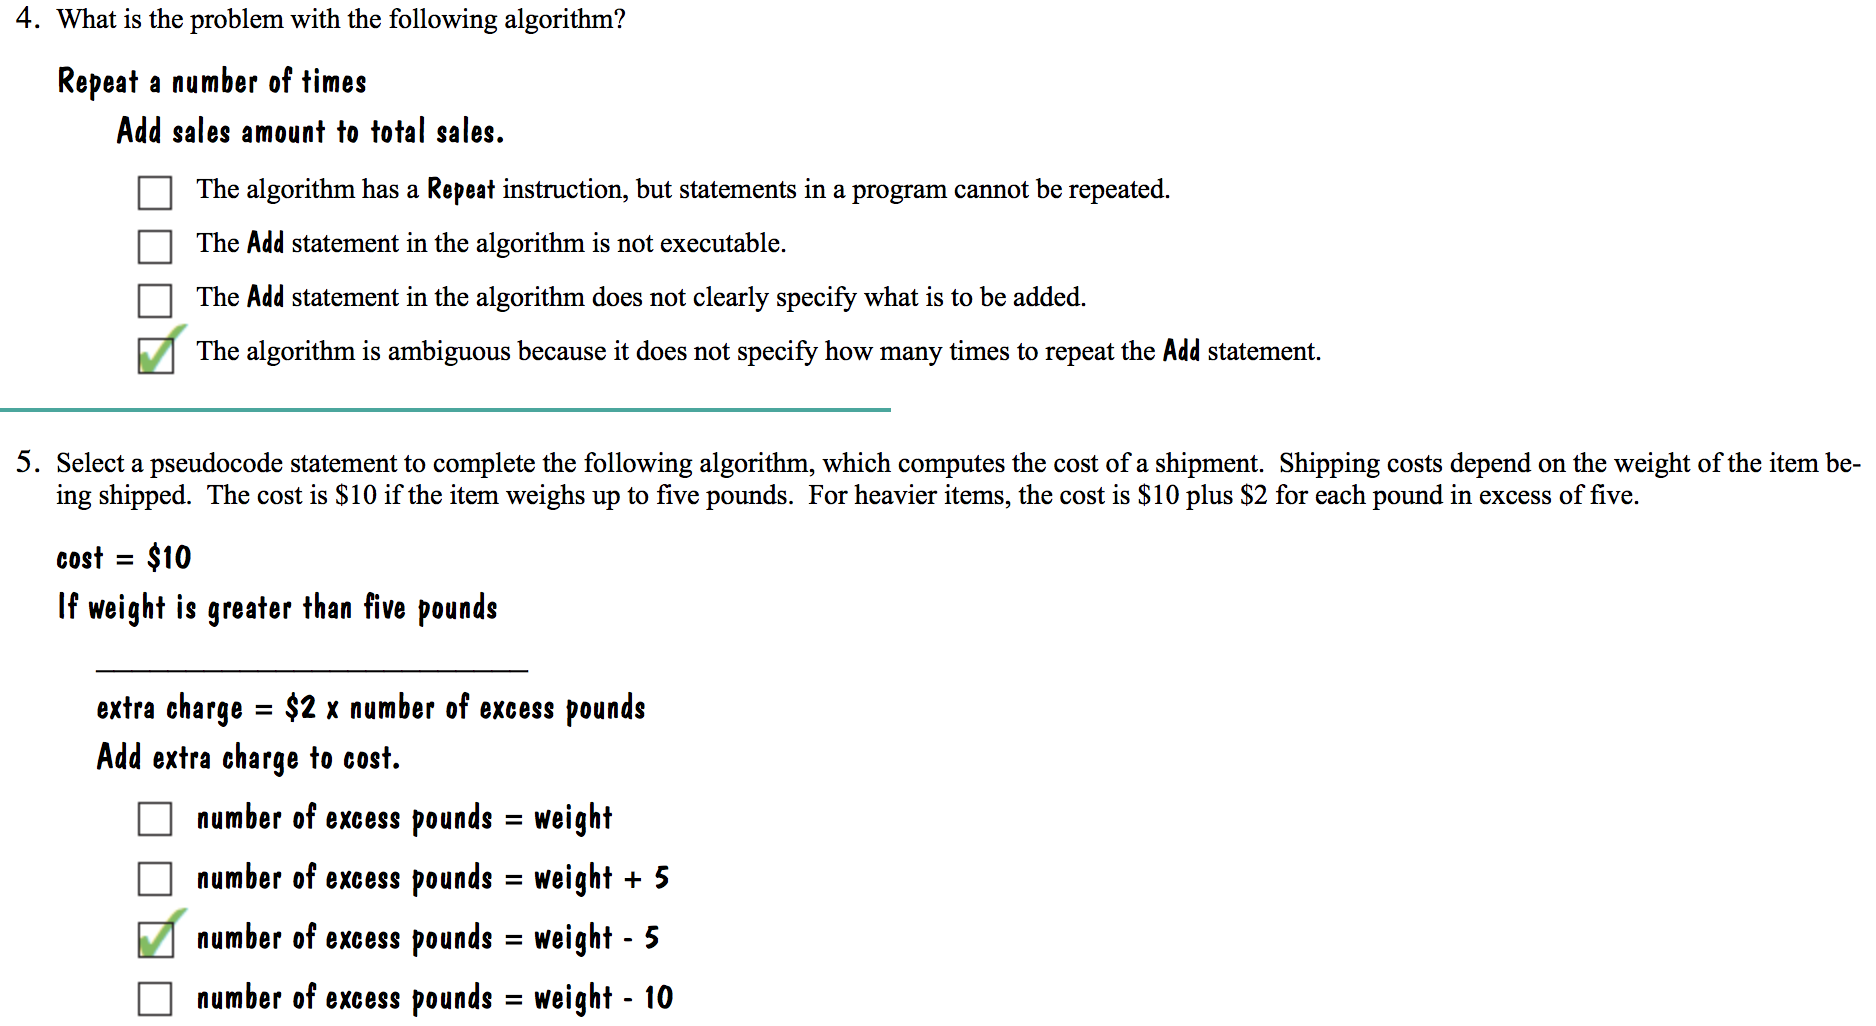 4. What is the problem with the following algorithm?
Repeat a number of times
Add sales amount to total sales.
The algorithm has a Repeat instruction, but statements in a program cannot be repeated.
The Add statement in the algorithm is not executable.
The Add statement in the algorithm does not clearly specify what is to be added.
The algorithm is ambiguous because it does not specify how many times to repeat the Add statement.
5. Select a pseudocode statement to complete the following algorithm, which computes the cost of a shipment. Shipping costs depend on the weight of the item be-
ing shipped. The cost is $10 if the item weighs up to five pounds. For heavier items, the cost is $10 plus $2 for each pound in excess of five.
cost = $10
If weight is greater than five pounds
extra charge = $2 x number of excess pounds
Add extra charge to cost.
number of excess pounds = weight
number of excess pounds = weight + 5
number of excess pounds = weight - 5
number of excess pounds = weight - 10